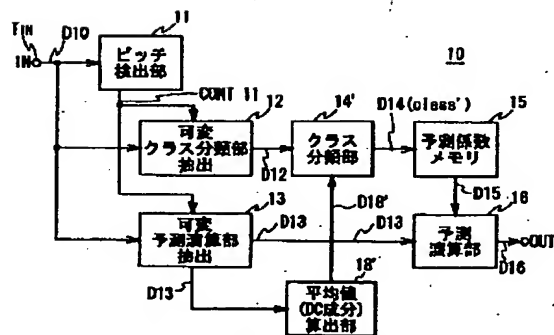 11
TIN
D10
IN
ピッチ
検出部
10
CONT 11
12
14'
D14(class')
15
可変
クラス分類部
抽出
クラス
分類部
予測係数
メモリ
D12
13
D18'
D15
16
可変
予測演算部
抽出
D13
D13
予測
演算部
OUT
D16
D13
18'
平均値
(DC成分)
算出部